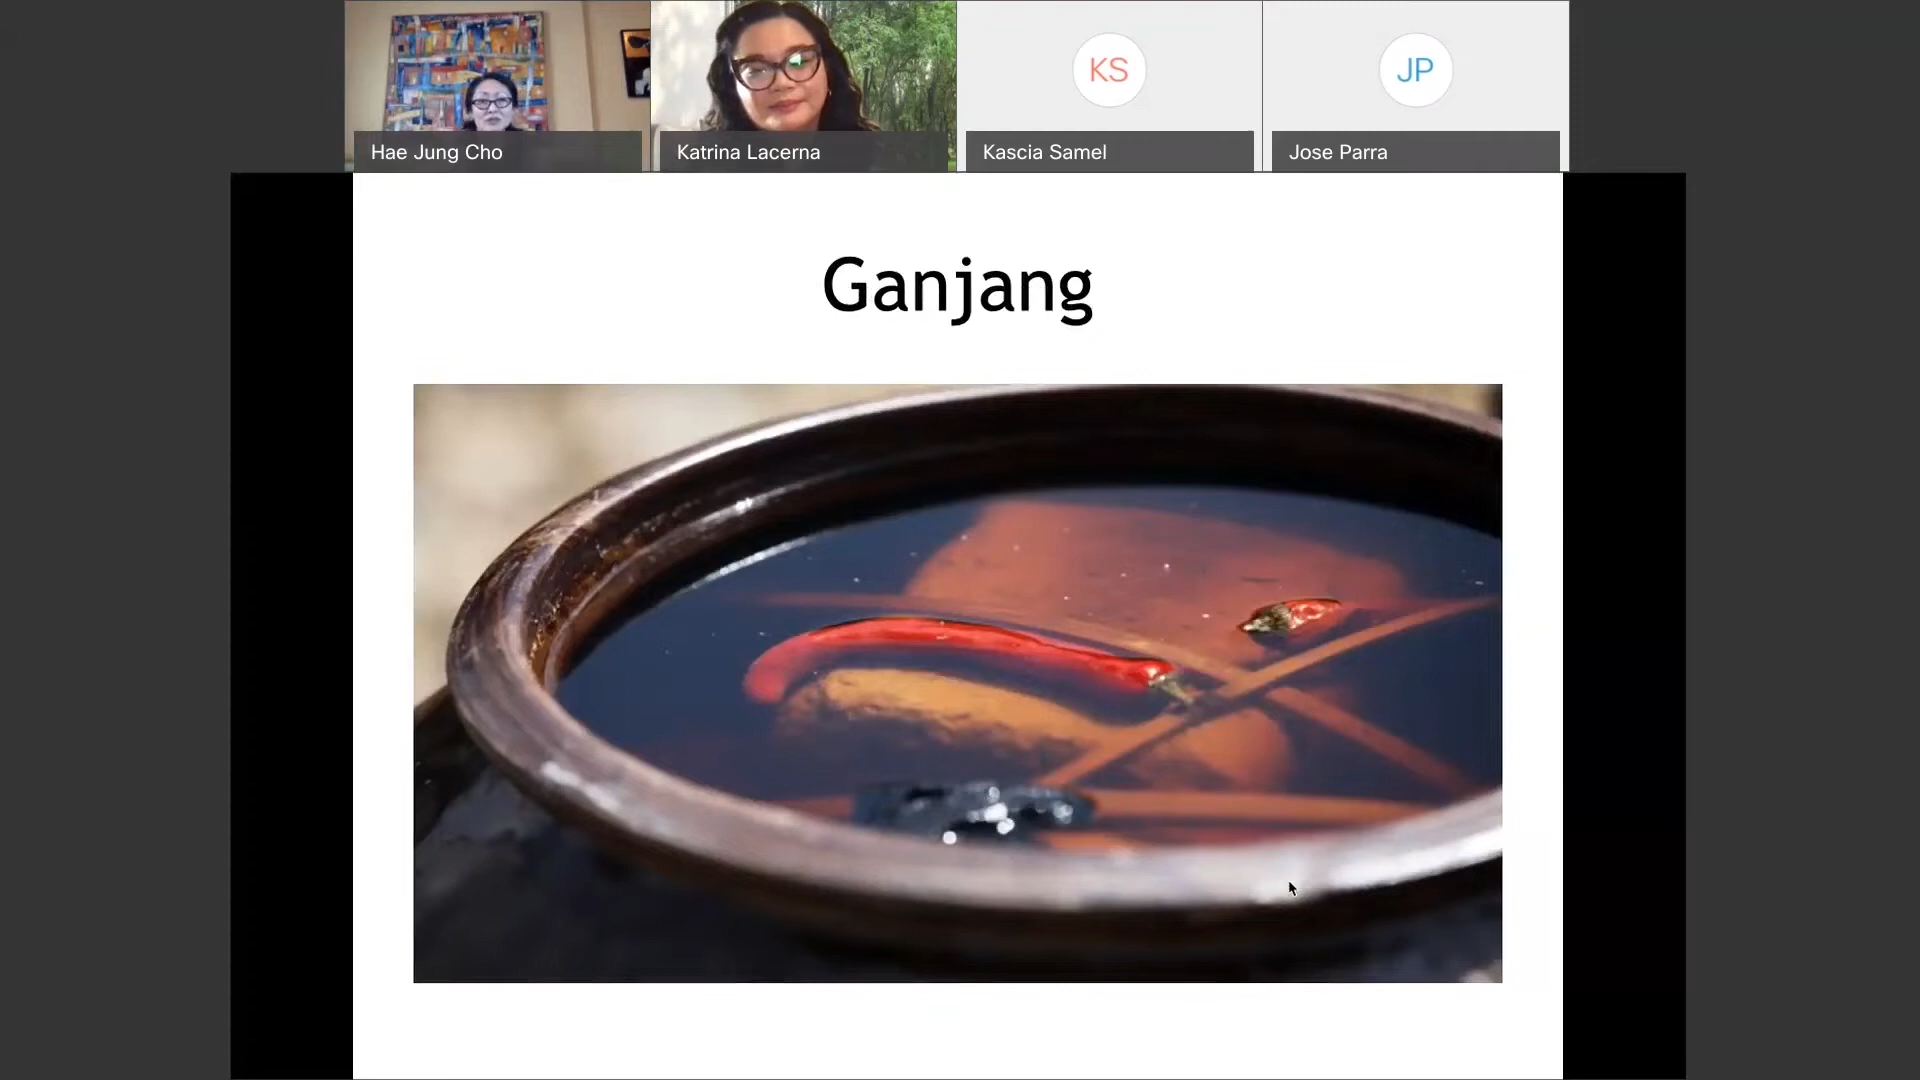 KS
JP
Hae Jung Cho
Katrina Lacerna
Kascia Samel
Jose Parra
Ganjang